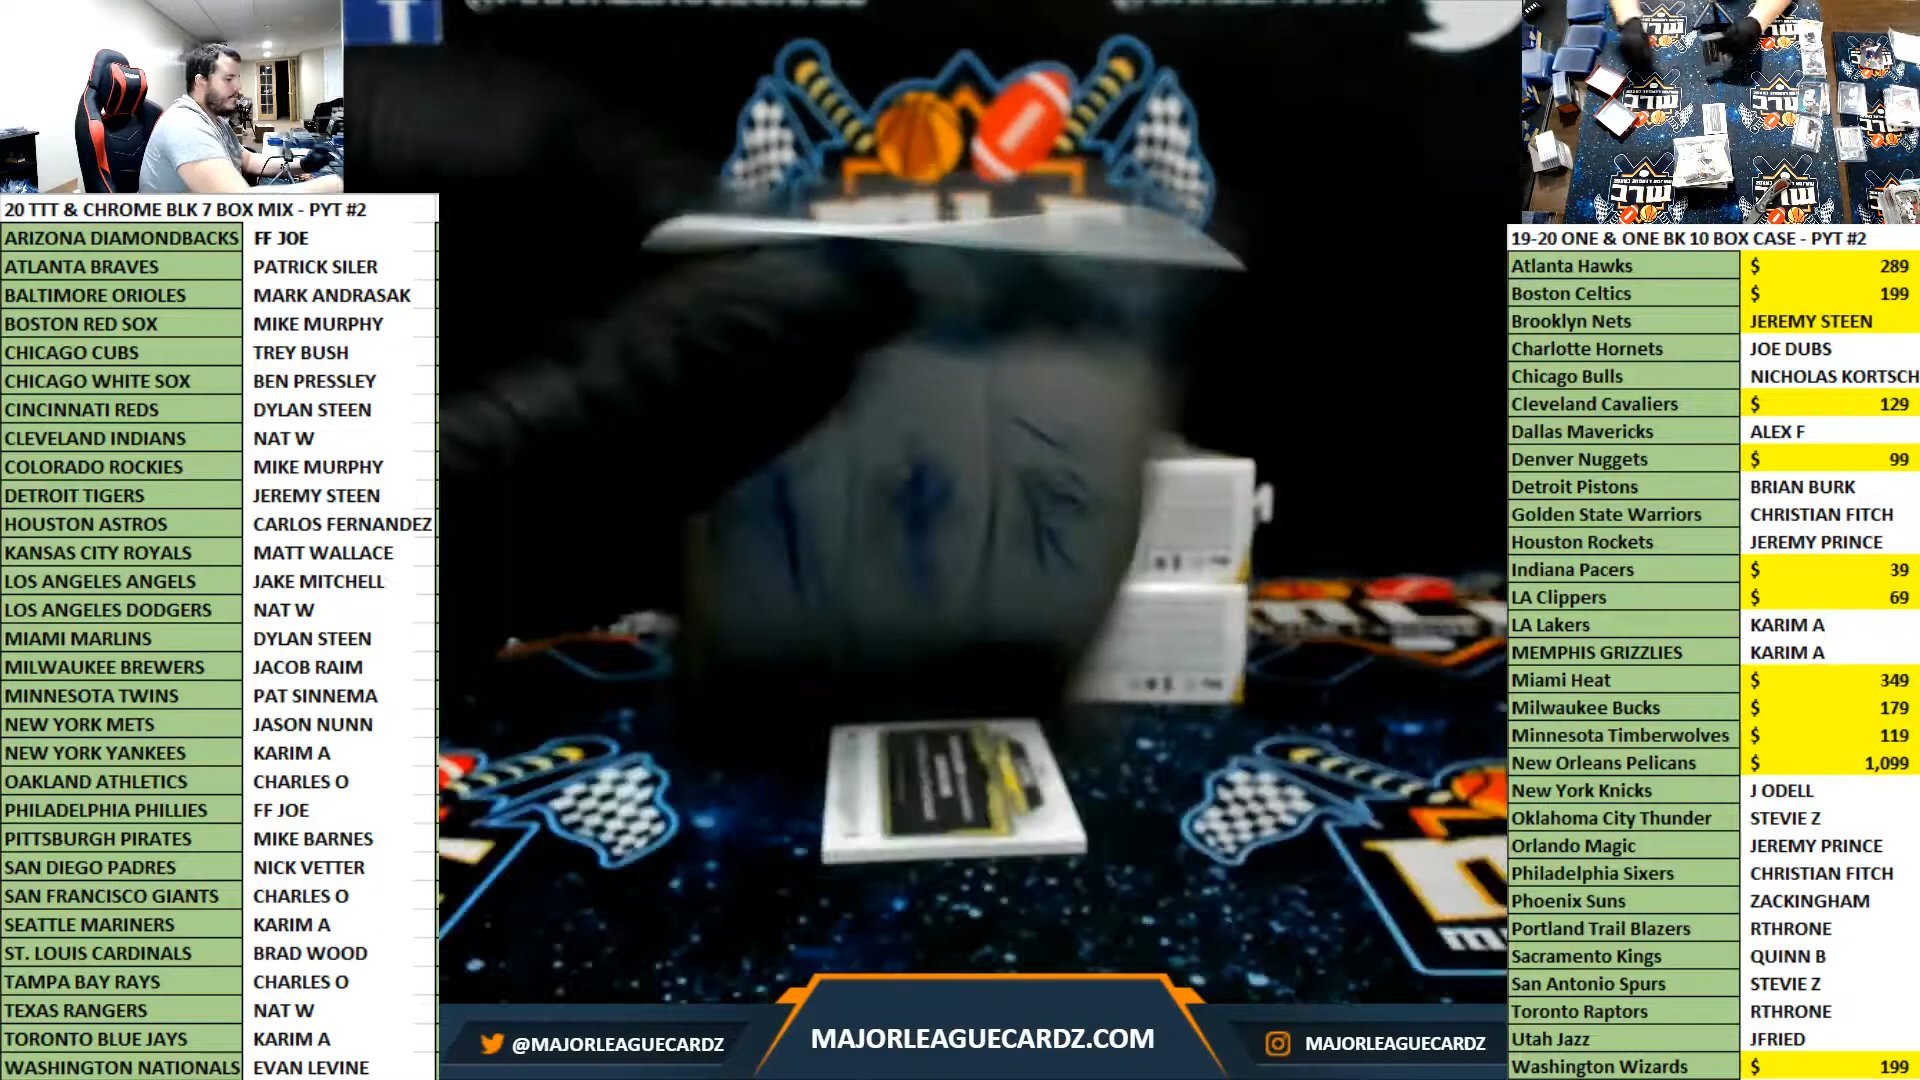 20 TTT & CHROME BLK 7 BOX MIX - PYT #2
ARIZONA DIAMONDBACKS FF JOE
ATLANTA BRAVES PATRICK SILER
BALTIMORE ORIOLES MARK ANDRASAK
BOSTON RED SOX MIKE MURPHY
CHICAGO CUBS TREY BUSH
CHICAGO WHITE SOX BEN PRESSLEY
CINCINNATI REDS DYLAN STEEN
CLEVELAND INDIANS NAT W
COLORADO ROCKIES MIKE MURPHY
DETROIT TIGERS JEREMY STEEN
HOUSTON ASTROS CARLOS FERNANDEZ
KANSAS CITY ROYALS MATT WALLACE
LOS ANGELES ANGELS JAKE MITCHELL
LOS ANGELES DODGERS NAT W
MIAMI MARLINS DYLAN STEEN
MILWAUKEE BREWERS JACOB RAIM
MINNESOTA TWINS PAT SINNEMA
NEW YORK METS JASON NUNN
NEW YORK YANKEES KARIM A
OAKLAND ATHLETICS CHARLES O
PHILADELPHIA PHILLIES FF JOE
PITTSBURGH PIRATES MIKE BARNES
SAN DIEGO PADRES NICK VETTER
SAN FRANCISCO GIANTS CHARLES O
SEATTLE MARINERS KARIM A
ST. LOUIS CARDINALS BRAD WOOD
TAMPA BAY RAYS CHARLES O
TEXAS RANGERS NAT W
TORONTO BLUE JAYS KARIM A
WASHINGTON NATIONALS EVAN LEVINE
@MAJORLEAGUECARDZ
MAJORLEAGUECARDZ.COM
MAJORLEAGUECARDZ
19-20 ONE & ONE BK 10 BOX CASE - PYT #2
Atlanta Hawks $ 289
Boston Celtics $ 199
Brooklyn Nets JEREMY STEEN
Charlotte Hornets JOE DUBS
Chicago Bulls NICHOLAS KORTSCH
Cleveland Cavaliers $ 129
Dallas Mavericks ALEX F
Denver Nuggets $ 99
Detroit Pistons BRIAN BURK
Golden State Warriors CHRISTIAN FITCH
Houston Rockets JEREMY PRINCE
Indiana Pacers $ 39
LA Clippers $ 69
LA Lakers KARIM A
MEMPHIS GRIZZLIES KARIM A
Miami Heat $ 349
Milwaukee Bucks $ 179
Minnesota Timberwolves $ 119
New Orleans Pelicans $ 1,099
New York Knicks J ODELL
Oklahoma City Thunder STEVIE Z
Orlando Magic JEREMY PRINCE
Philadelphia Sixers CHRISTIAN FITCH
Phoenix Suns ZACKINGHAM
Portland Trail Blazers RTHRONE
Sacramento Kings QUINN B
San Antonio Spurs STEVIE Z
Toronto Raptors RTHRONE
Utah Jazz JFRIED
Washington Wizards $ 199